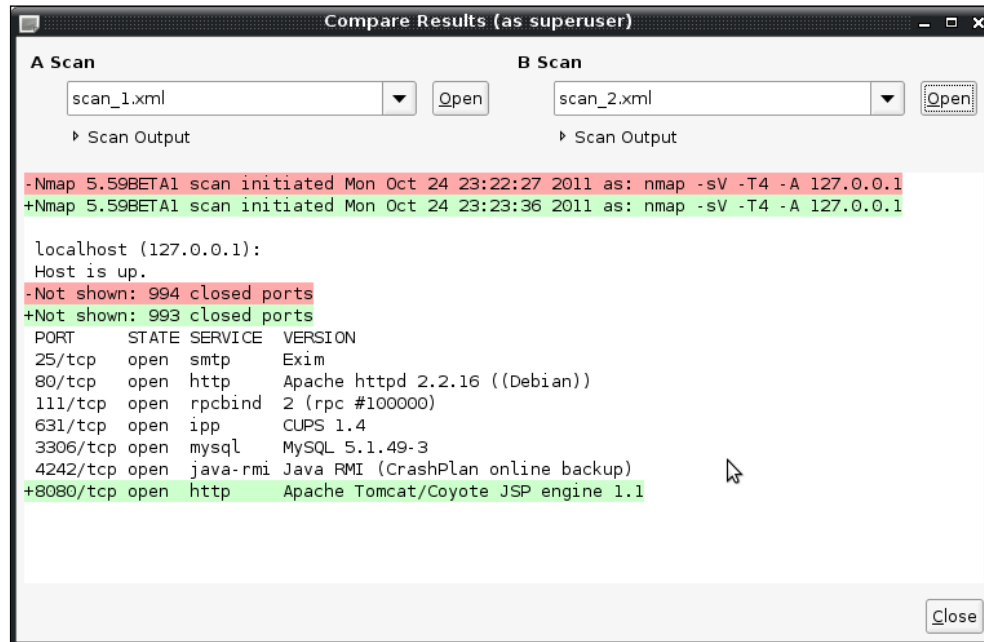 Compare Results (as superuser)
A Scan B Scan
scan_1.xml Open scan_2.xml Open
Scan Output Scan Output
-Nmap 5.59BETA1 scan initiated Mon Oct 24 23:22:27 2011 as: nmap -sV -T4 -A 127.0.0.1
+Nmap 5.59BETA1 scan initiated Mon Oct 24 23:23:36 2011 as: nmap -sV -T4 -A 127.0.0.1
localhost (127.0.0.1):
Host is up.
-Not shown: 994 closed ports
+Not shown: 993 closed ports
PORT STATE SERVICE VERSION
25/tcp open smtp Exim
80/tcp open http Apache httpd 2.2.16 ((Debian))
111/tcp open rpcbind 2 (rpc #100000)
631/tcp open ipp CUPS 1.4
3306/tcp open mysql MySQL 5.1.49-3
4242/tcp open java-rmi Java RMI (CrashPlan online backup)
+8080/tcp open http Apache Tomcat/Coyote JSP engine 1.1
Close